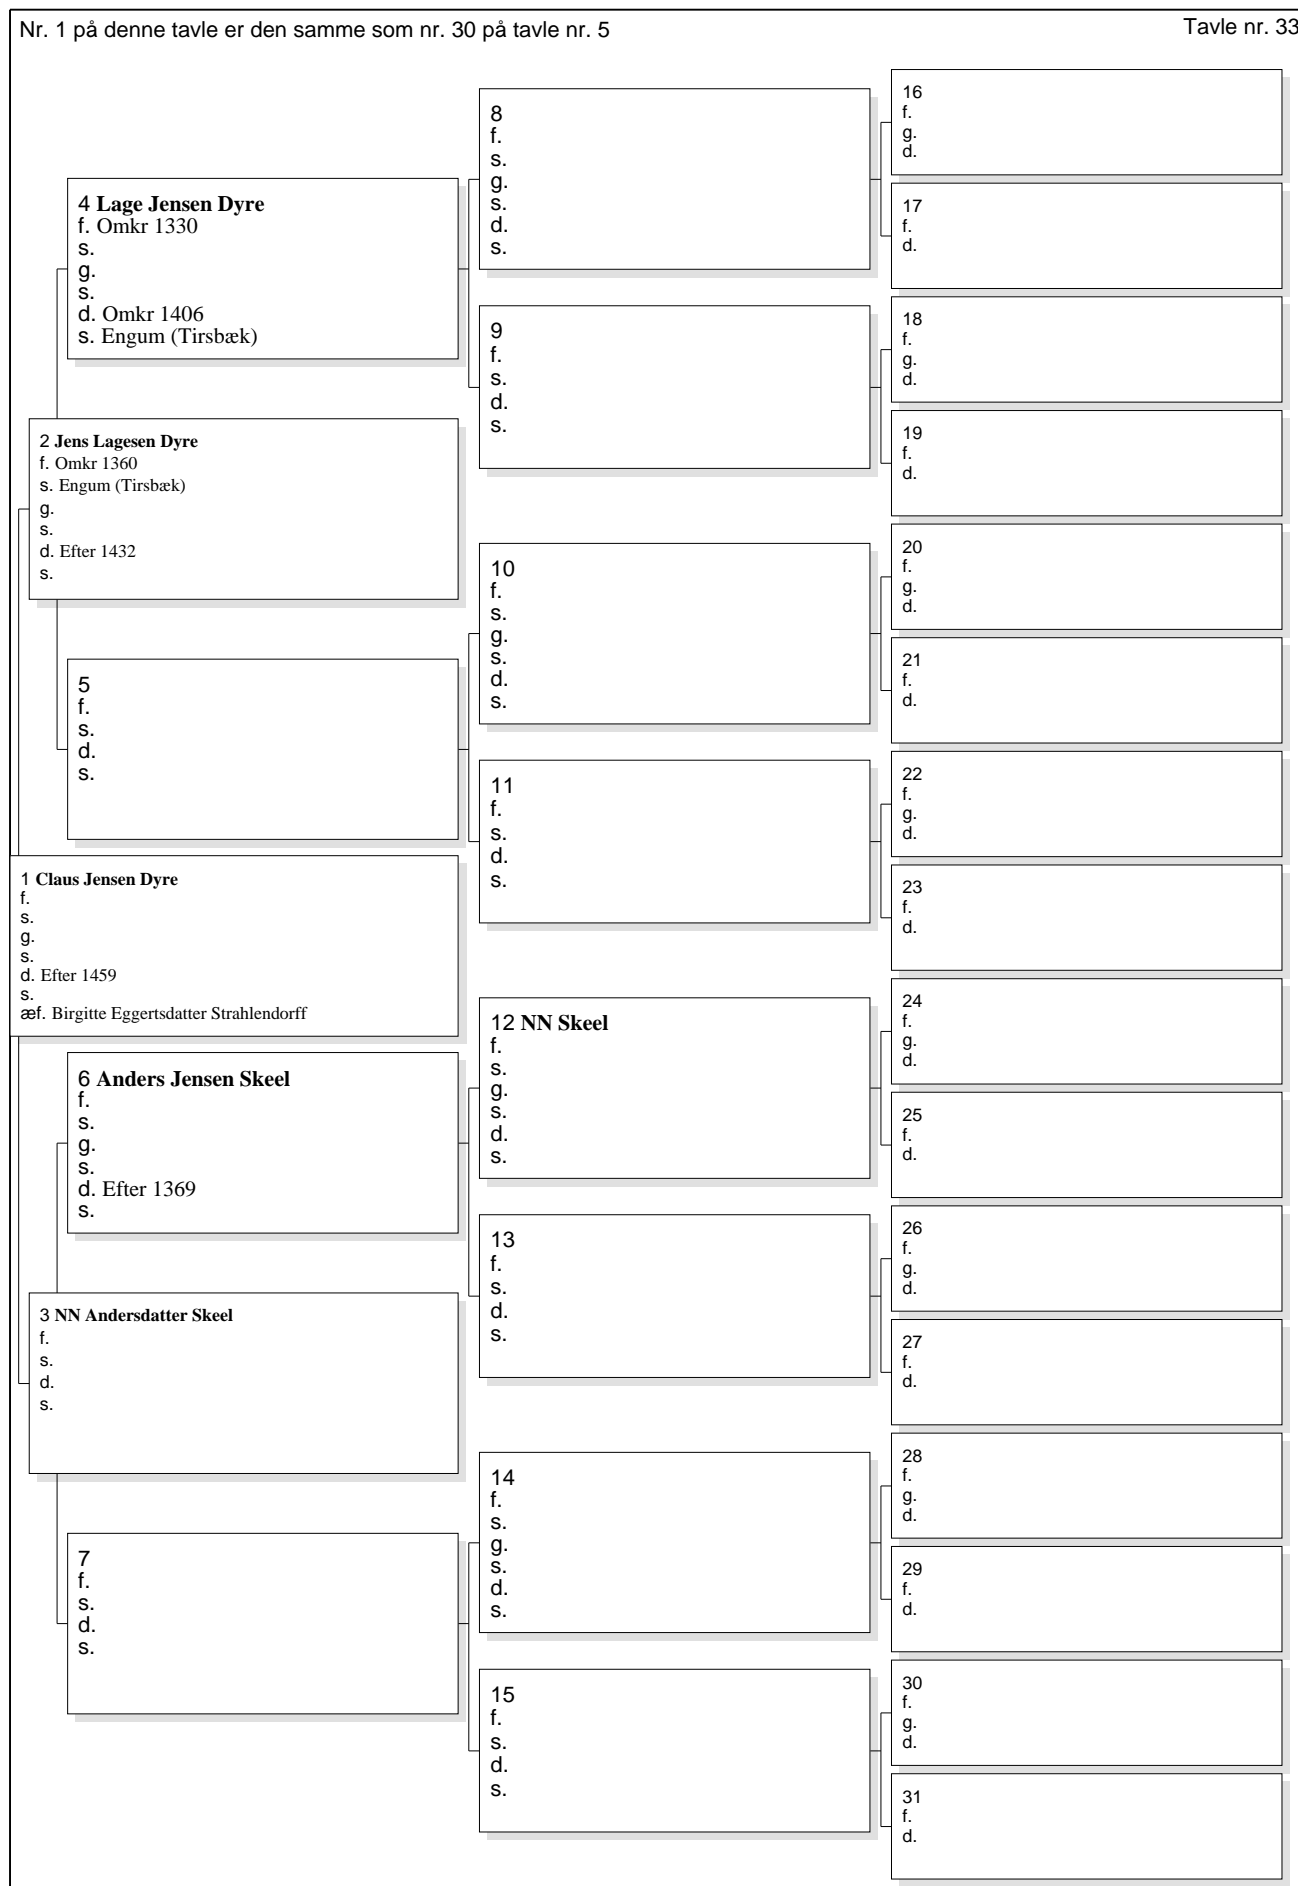 Nr. 1 på denne tavle er den samme som nr. 30 på tavle nr. 5
Tavle nr. 33
4 Lage Jensen Dyre
f. Omkr 1330
s.
g.
s.
d. Omkr 1406
s. Engum (Tirsbæk)
2 Jens Lagesen Dyre
f. Omkr 1360
s. Engum (Tirsbæk)
g.
s.
d. Efter 1432
s.
5
f.
s.
d.
s.
1 Claus Jensen Dyre
f.
s.
g.
s.
d. Efter 1459
s.
æf. Birgitte Eggertsdatter Strahlendorff
6 Anders Jensen Skeel
f.
s.
g.
s.
d. Efter 1369
s.
3 NN Andersdatter Skeel
f.
s.
d.
s.
7
f.
s.
d.
s.
8
f.
s.
g.
s.
d.
s.
9
f.
s.
d.
s.
10
f.
s.
g.
s.
d.
s.
11
f.
s.
d.
s.
12 NN Skeel
f.
s.
g.
s.
d.
s.
13
f.
s.
d.
s.
14
f.
s.
g.
s.
d.
s.
15
f.
s.
d.
s.
16
f.
g.
d.
17
f.
d.
18
f.
g.
d.
19
f.
d.
20
f.
g.
d.
21
f.
d.
22
f.
g.
d.
23
f.
d.
24
f.
g.
d.
25
f.
d.
26
f.
g.
d.
27
f.
d.
28
f.
g.
d.
29
f.
d.
30
f.
g.
d.
31
f.
d.